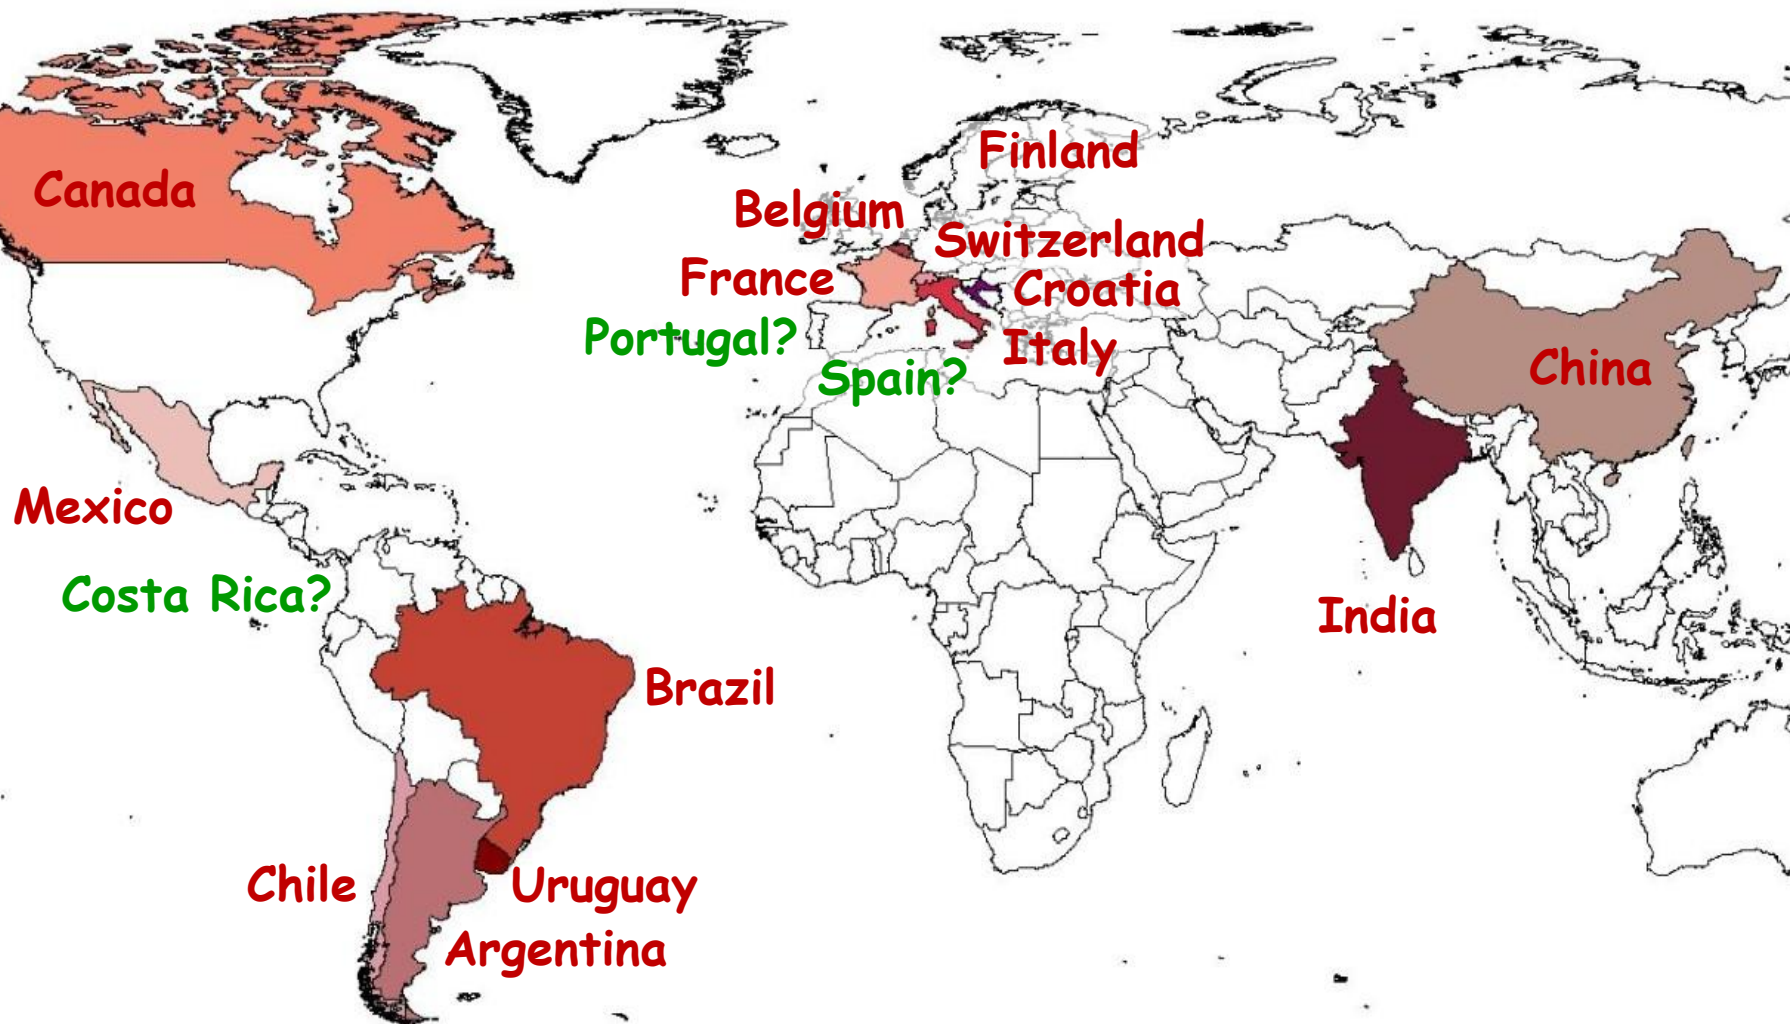 Finland
Canada
Belgium
Switzerland
France
Croatia
Portugal?
Italy
Spain?
China
Mexico
Costa Rica?
India
Brazil
Chile
Uruguay
Argentina